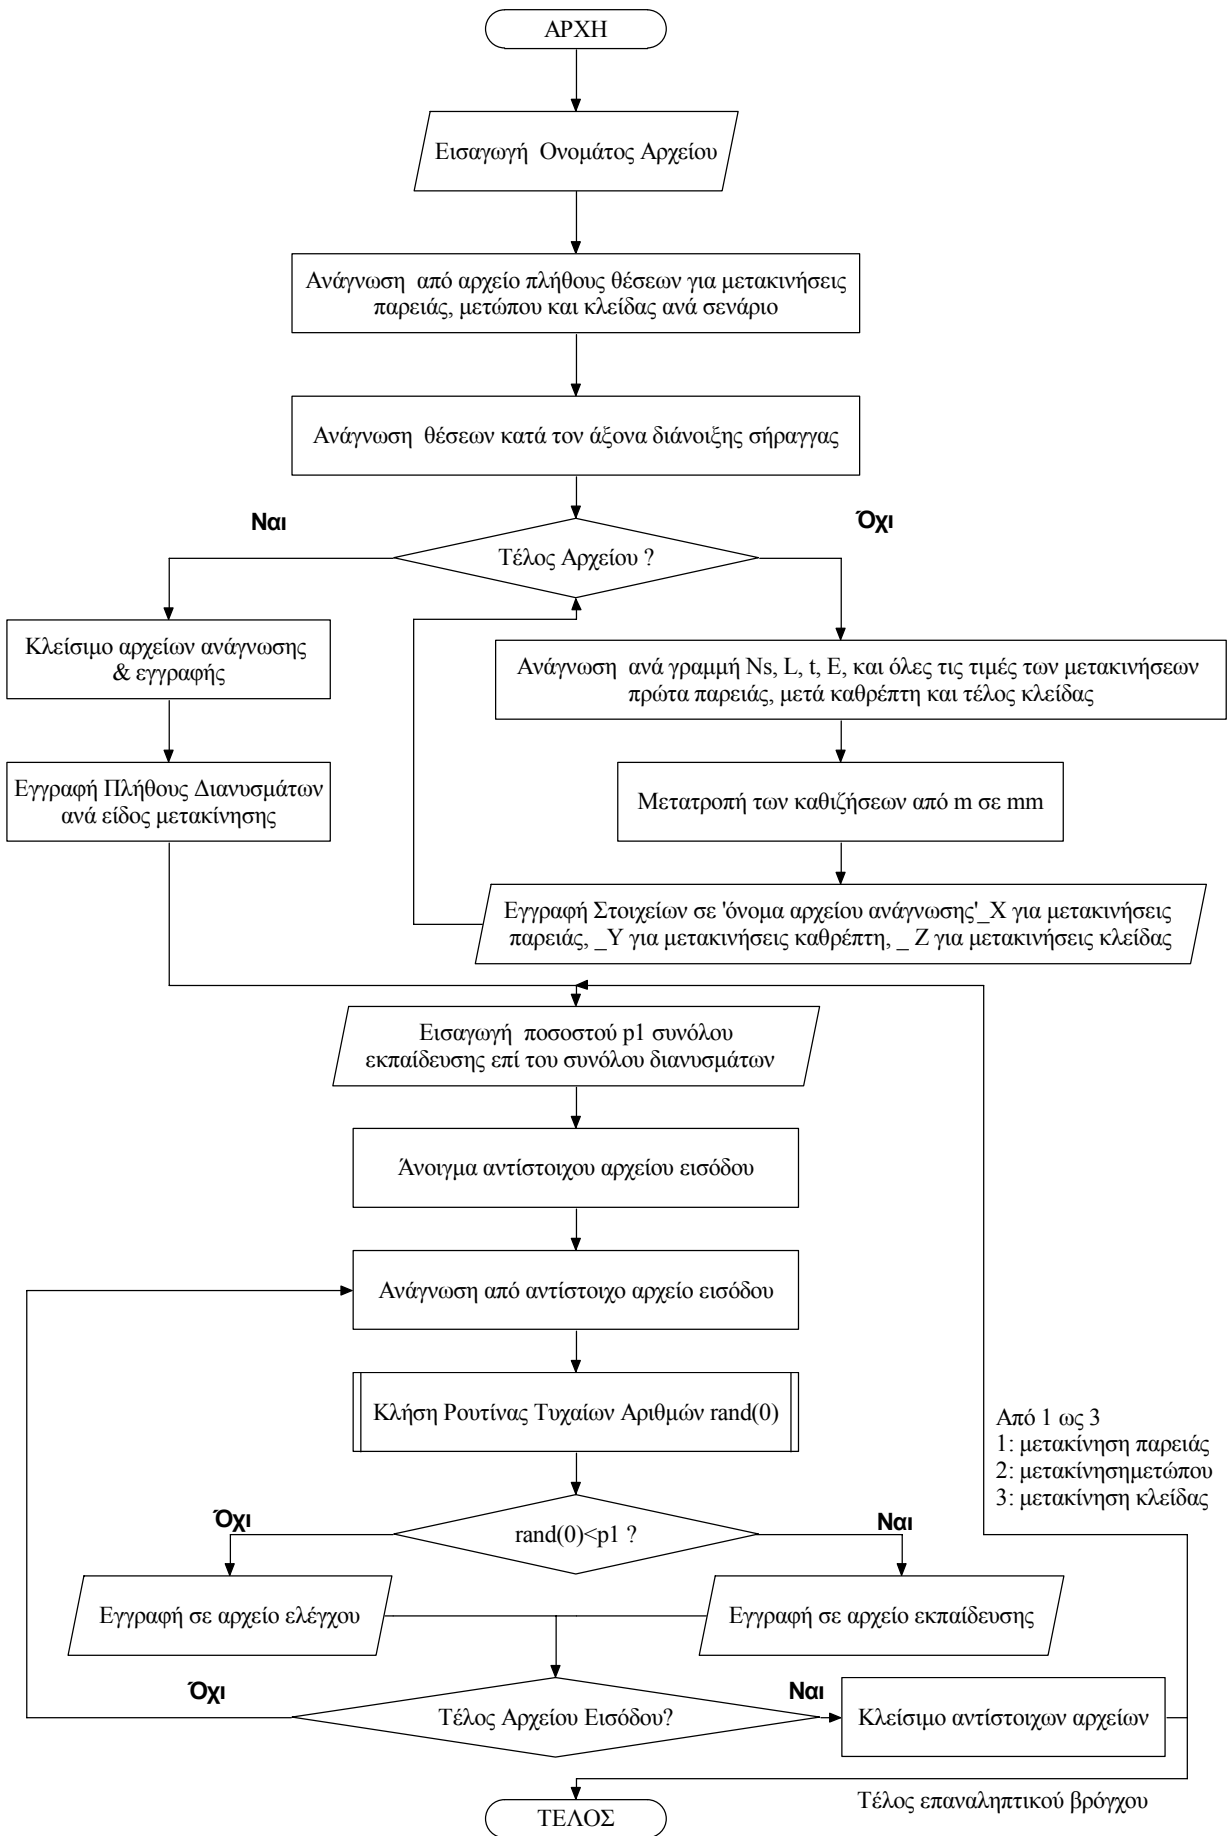 ΑΡΧΗ
Εισαγωγή Ονομάτος Αρχείου
Ανάγνωση από αρχείο πλήθους θέσεων για μετακινήσεις
παρειάς, μετώπου και κλείδας ανά σενάριο
Ανάγνωση θέσεων κατά τον άξονα διάνοιξης σήραγγας
Ναι
Όχι
Τέλος Αρχείου ?
Κλείσιμο αρχείων ανάγνωσης
& εγγραφής
Ανάγνωση ανά γραμμή Ns, L, t, E, και όλες τις τιμές των μετακινήσεων
πρώτα παρειάς, μετά καθρέπτη και τέλος κλείδας
Εγγραφή Πλήθους Διανυσμάτων
ανά είδος μετακίνησης
Μετατροπή των καθιζήσεων από m σε mm
Εγγραφή Στοιχείων σε 'όνομα αρχείου ανάγνωσης'_X για μετακινήσεις
παρειάς, _Y για μετακινήσεις καθρέπτη, _ Z για μετακινήσεις κλείδας
Εισαγωγή ποσοστού p1 συνόλου
εκπαίδευσης επί του συνόλου διανυσμάτων
Άνοιγμα αντίστοιχου αρχείου εισόδου
Ανάγνωση από αντίστοιχο αρχείο εισόδου
Κλήση Ρουτίνας Τυχαίων Αριθμών rand(0)
Από 1 ως 3
1: μετακίνηση παρειάς
2: μετακίνησημετώπου
3: μετακίνηση κλείδας
Όχι
Ναι
rand(0)<p1 ?
Εγγραφή σε αρχείο ελέγχου
Εγγραφή σε αρχείο εκπαίδευσης
Όχι
Ναι
Τέλος Αρχείου Εισόδου?
Κλείσιμο αντίστοιχων αρχείων
Τέλος επαναληπτικού βρόγχου
ΤΕΛΟΣ